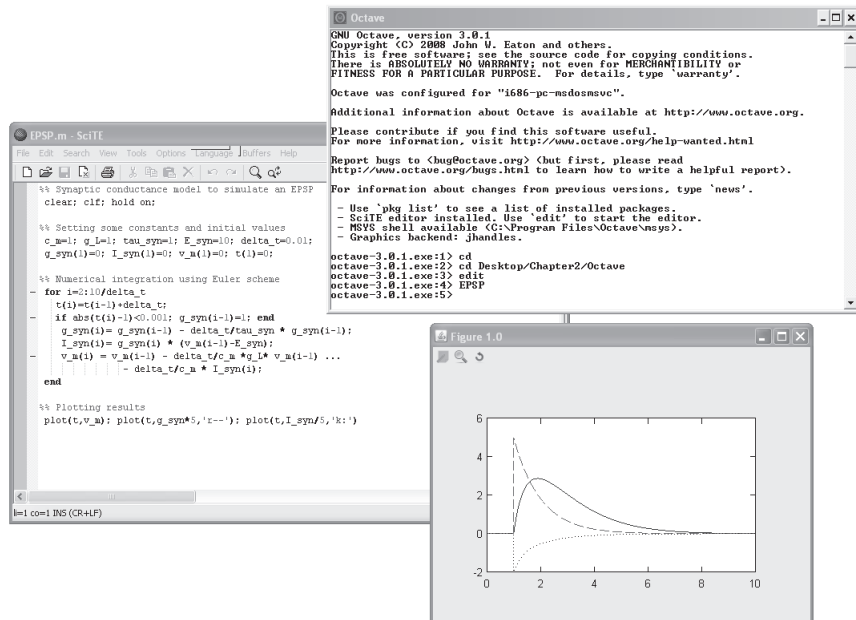 Octave
GNU Octave, version 3.0.1
Copyright (C) 2008 John W. Eaton and others.
This is free software; see the source code for copying conditions.
There is ABSOLUTELY NO WARRANTY; not even for MERCHANTIBILITY or
FITNESS FOR A PARTICULAR PURPOSE.  For details, type `warranty'.
Octave was configured for "i686-pc-msdosmsvc".
Additional information about Octave is available at http://www.octave.org.
Please contribute if you find this software useful.
For more information, visit http://www.octave.org/help-wanted.html
Report bugs to <bug@octave.org> (but first, please read
http://www.octave.org/bugs.html to learn how to write a helpful report).
For information about changes from previous versions, type `news'.
- Use `pkg list' to see a list of installed packages.
- SciTE editor installed. Use `edit' to start the editor.
- MSYS shell available (C:\Program Files\Octave\msys).
- Graphics backend: jhandles.
octave-3.0.1.exe:1> cd
octave-3.0.1.exe:2> cd Desktop/Chapter2/Octave
octave-3.0.1.exe:3> edit
octave-3.0.1.exe:4> EPSP
octave-3.0.1.exe:5>
EPSP.m - SciTE
File Edit Search View Tools Options Language Buffers Help
%% Synaptic conductance model to simulate an EPSP
clear; clf; hold on;
%% Setting some constants and initial values
c_m=1; g_L=1; tau_syn=1; E_syn=10; delta_t=0.01;
g_syn(1)=0; I_syn(1)=0; v_m(1)=0; t(1)=0;
%% Numerical integration using Euler scheme
for i=2:10/delta_t
t(i)=t(i-1)+delta_t;
if abs(t(i)-1)<0.001; g_syn(i-1)=1; end
g_syn(i)= g_syn(i-1) - delta_t/tau_syn * g_syn(i-1);
I_syn(i)= g_syn(i) * (v_m(i-1)-E_syn);
v_m(i) = v_m(i-1) - delta_t/c_m *g_L* v_m(i-1) ...
- delta_t/c_m * I_syn(i);
end
%% Plotting results
plot(t,v_m); plot(t,g_syn*5,'r--'); plot(t,I_syn/5,'k:')
li=1 co=1 INS (CR+LF)
Figure 1.0
6
4
2
0
-2
0 2 4 6 8 10